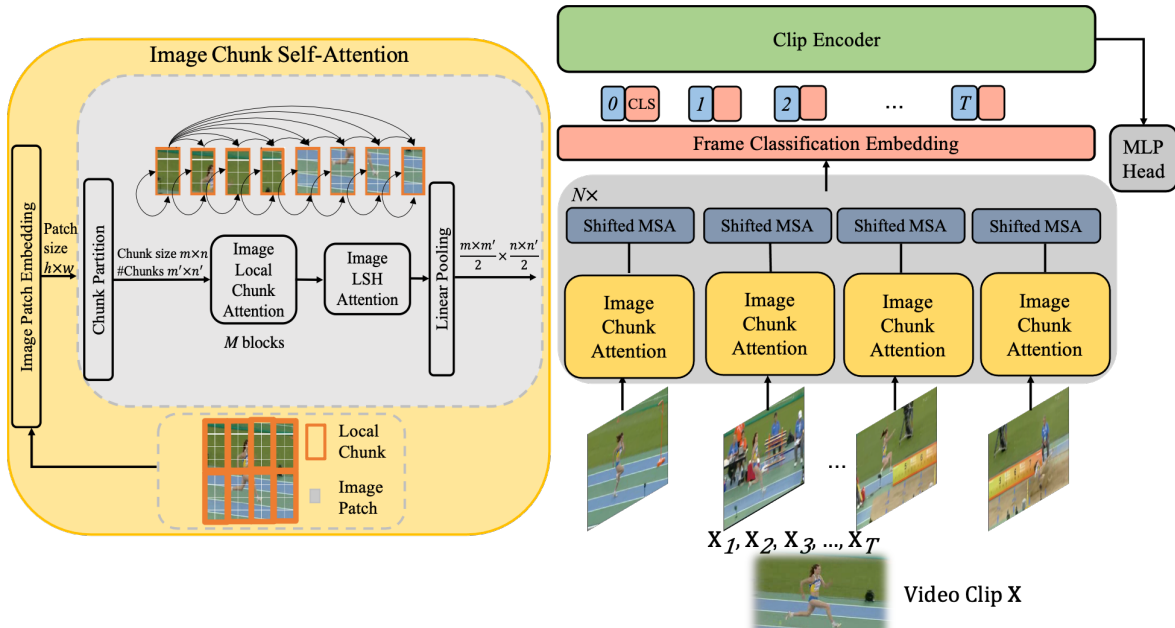 Image Chunk Self-Attention
Image Patch Embedding
Patch
size
h×w
Chunk Partition
Chunk size m×n
#Chunks m′×n′
Image
Local
Chunk
Attention
M blocks
Image
LSH
Attention
Linear Pooling
m×m′/2 × n×n′/2
Local
Chunk
Image
Patch
Clip Encoder
0 CLS 1 2 ... T
Frame Classification Embedding
MLP
Head
N×
Shifted MSA Shifted MSA Shifted MSA Shifted MSA
Image Image Image Image
Chunk Chunk Chunk Chunk
Attention Attention Attention Attention
...
X1, X2, X3, ..., XT
Video Clip X